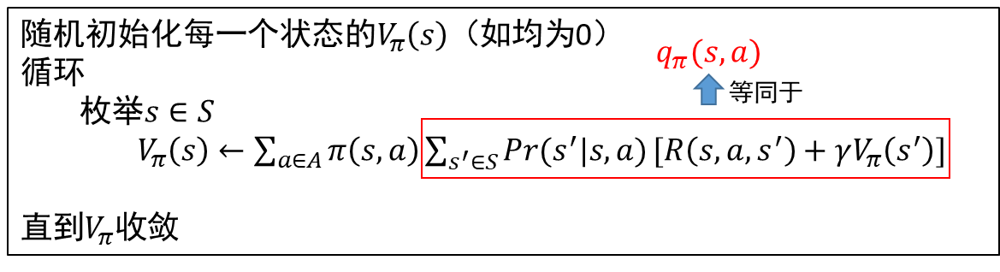 随机初始化每一个状态的𝑉𝜋(𝑠)（如均为0）
𝑞𝜋(𝑠,𝑎)
循环
等同于
枚举𝑠 ∈ 𝑆
𝑉𝜋(𝑠) ← ∑𝑎∈𝐴 𝜋(𝑠,𝑎) ∑𝑠′∈𝑆 𝑃𝑟(𝑠′|𝑠,𝑎) [𝑅(𝑠,𝑎,𝑠′) + 𝛾𝑉𝜋(𝑠′)]
直到𝑉𝜋收敛